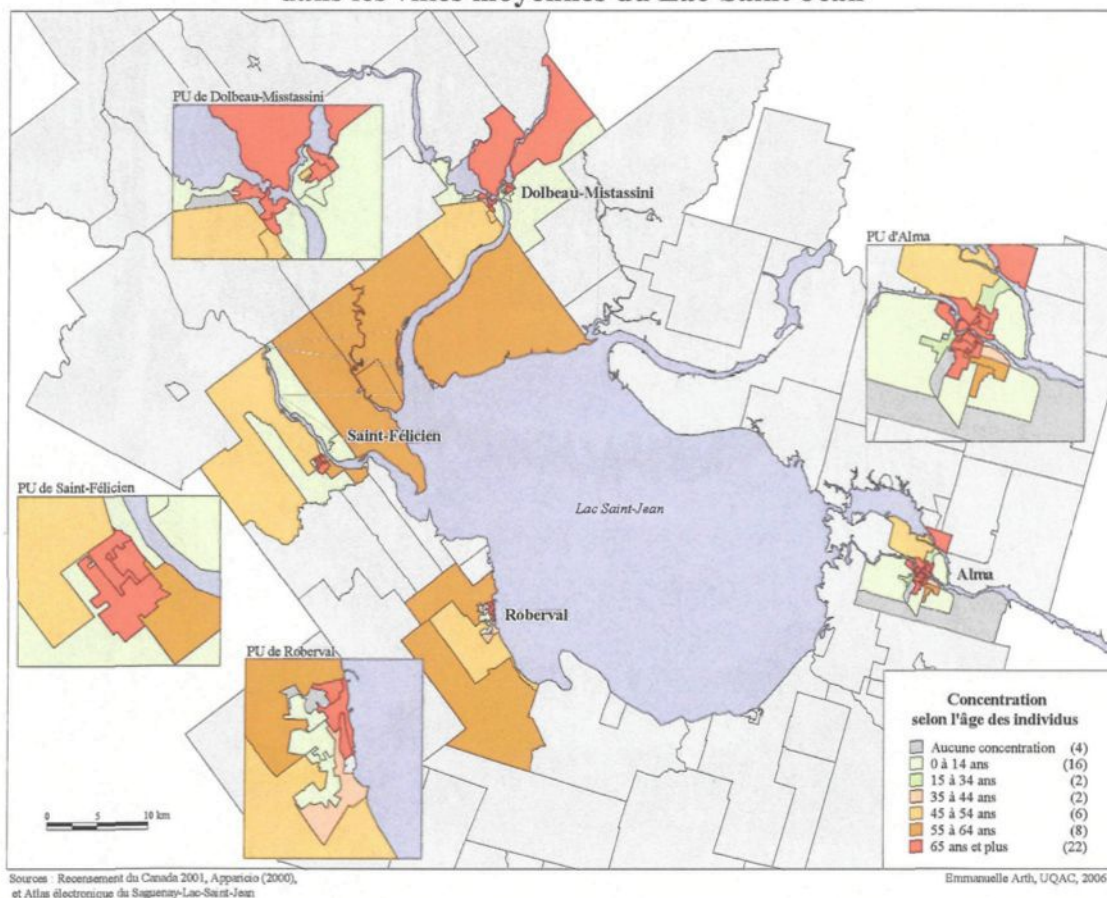 PU de Dolbeau-Misstassini
Dolbeau-Mistassini
PU d'Alma
Saint-Félicien
PU de Saint-Félicien
Lac Saint-Jean
Alma
Roberval
PU de Roberval
Concentration
selon l'âge des individus
Aucune concentration (4)
0 à 14 ans (16)
15 à 34 ans (2)
35 à 44 ans (2)
45 à 54 ans (6)
55 à 64 ans (8)
65 ans et plus (22)
0 5 10 km
Sources : Recensement du Canada 2001, Apparicio (2000),
et Atlas électronique du Saguenay-Lac-Saint-Jean
Emmanuelle Arth, UQAC, 2006